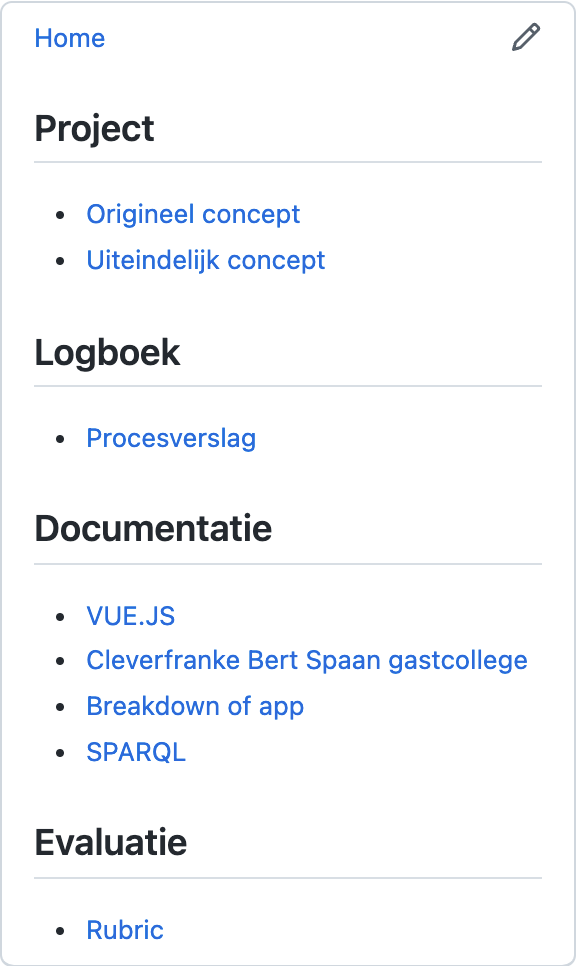 Home
Project
Origineel concept
Uiteindelijk concept
Logboek
Procesverslag
Documentatie
VUE.JS
Cleverfranke Bert Spaan gastcollege
Breakdown of app
SPARQL
Evaluatie
Rubric